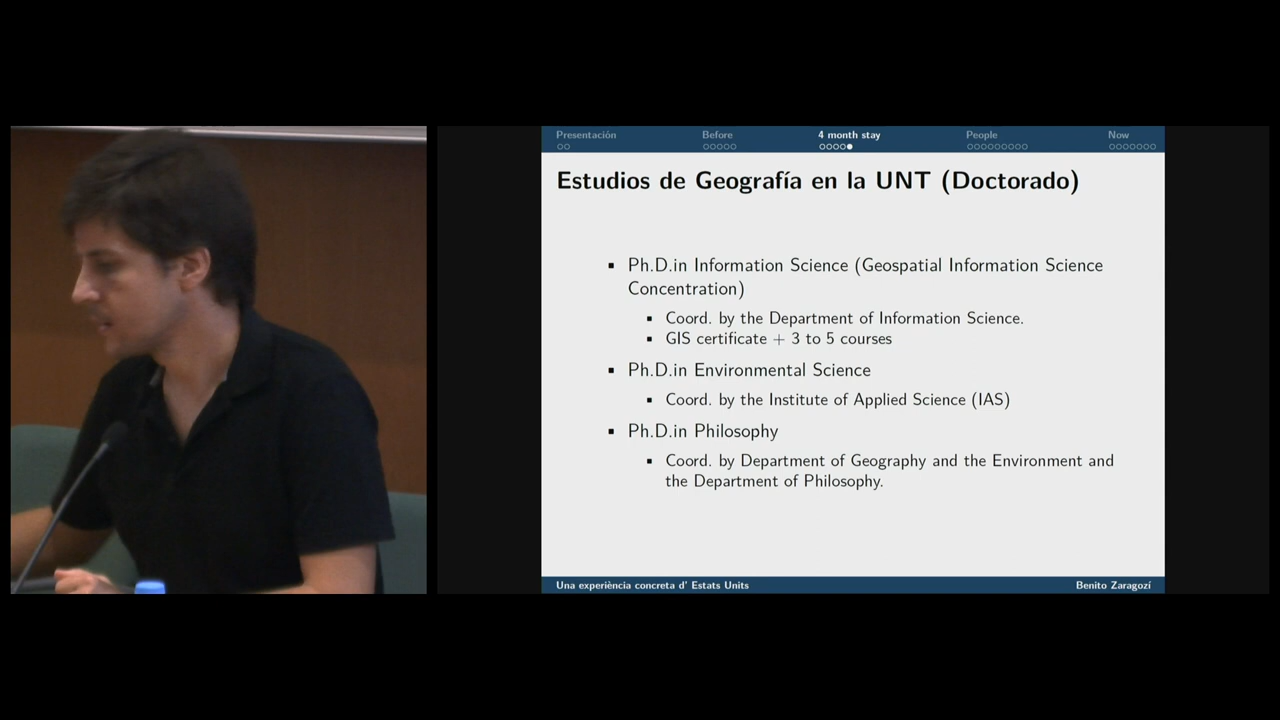 Presentación Before 4 month stay People Now
Estudios de Geografía en la UNT (Doctorado)
▪ Ph.D.in Information Science (Geospatial Information Science
Concentration)
▪ Coord. by the Department of Information Science.
▪ GIS certificate + 3 to 5 courses
▪ Ph.D.in Environmental Science
▪ Coord. by the Institute of Applied Science (IAS)
▪ Ph.D.in Philosophy
▪ Coord. by Department of Geography and the Environment and
the Department of Philosophy.
Una experiència concreta d' Estats Units Benito Zaragozí